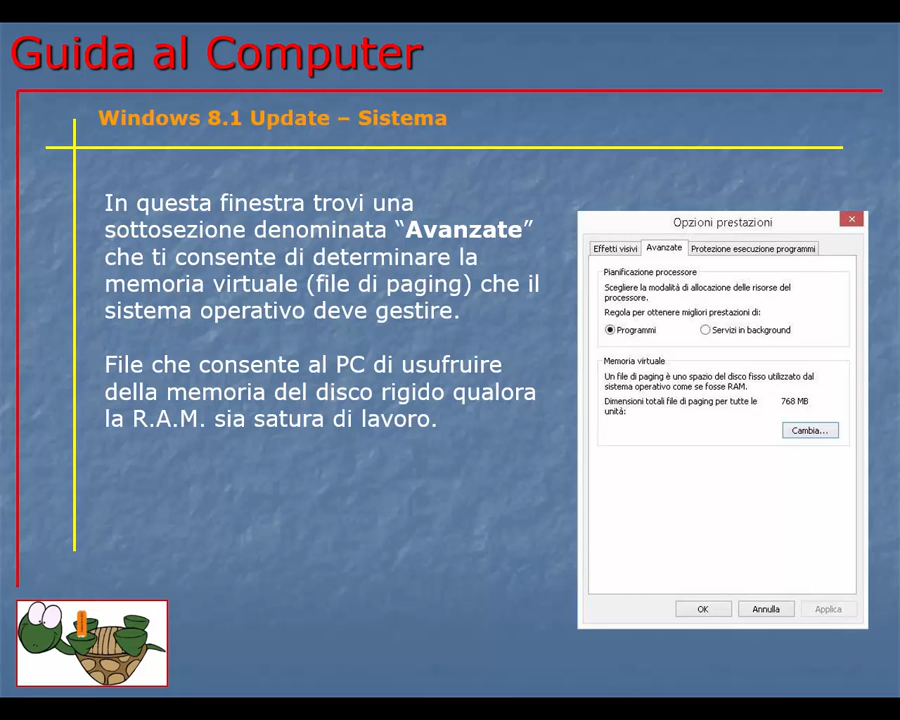 Guida al Computer
Windows 8.1 Update – Sistema
In questa finestra trovi una
sottosezione denominata “Avanzate”
che ti consente di determinare la
memoria virtuale (file di paging) che il
sistema operativo deve gestire.
File che consente al PC di usufruire
della memoria del disco rigido qualora
la R.A.M. sia satura di lavoro.
Opzioni prestazioni
Effetti visivi Avanzate Protezione esecuzione programmi
Pianificazione processore
Scegliere la modalità di allocazione delle risorse del
processore.
Regola per ottenere migliori prestazioni di:
Programmi Servizi in background
Memoria virtuale
Un file di paging è uno spazio del disco fisso utilizzato dal
sistema operativo come se fosse RAM.
Dimensioni totali file di paging per tutte le 768 MB
unità:
Cambia...
OK Annulla Applica